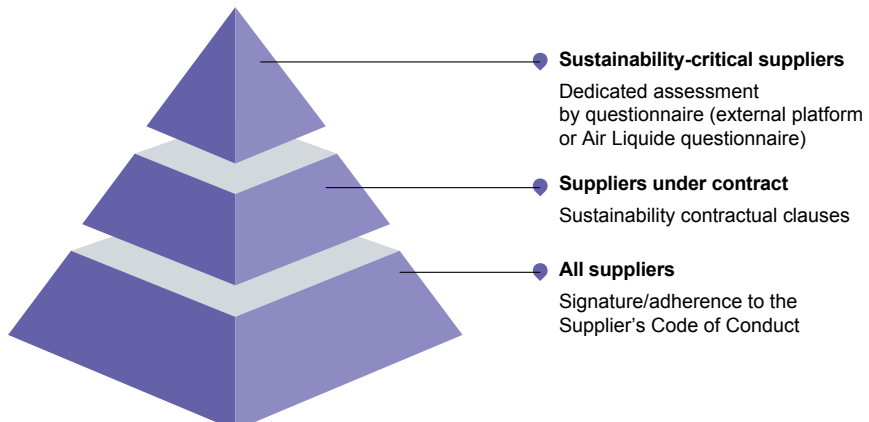 Sustainability-critical suppliers
Dedicated assessment
by questionnaire (external platform
or Air Liquide questionnaire)
Suppliers under contract
Sustainability contractual clauses
All suppliers
Signature/adherence to the
Supplier’s Code of Conduct